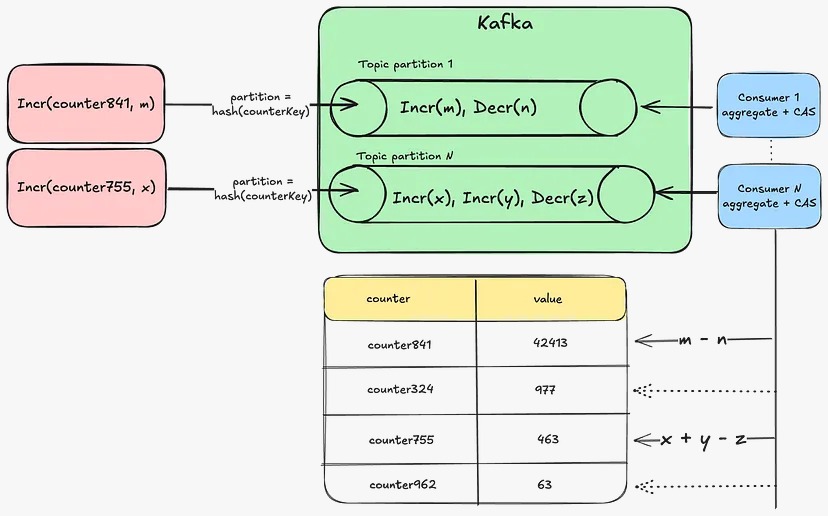 Kafka
Topic partition 1
Incr(counter841, m)
partition =
hash(counterKey)
Incr(m), Decr(n)
Consumer 1
aggregate + CAS
Topic partition N
Incr(counter755, x)
partition =
hash(counterKey)
Incr(x), Incr(y), Decr(z)
Consumer N
aggregate + CAS
counter value
counter841 42413
m - n
counter324 977
counter755 463
x + y - z
counter962 63